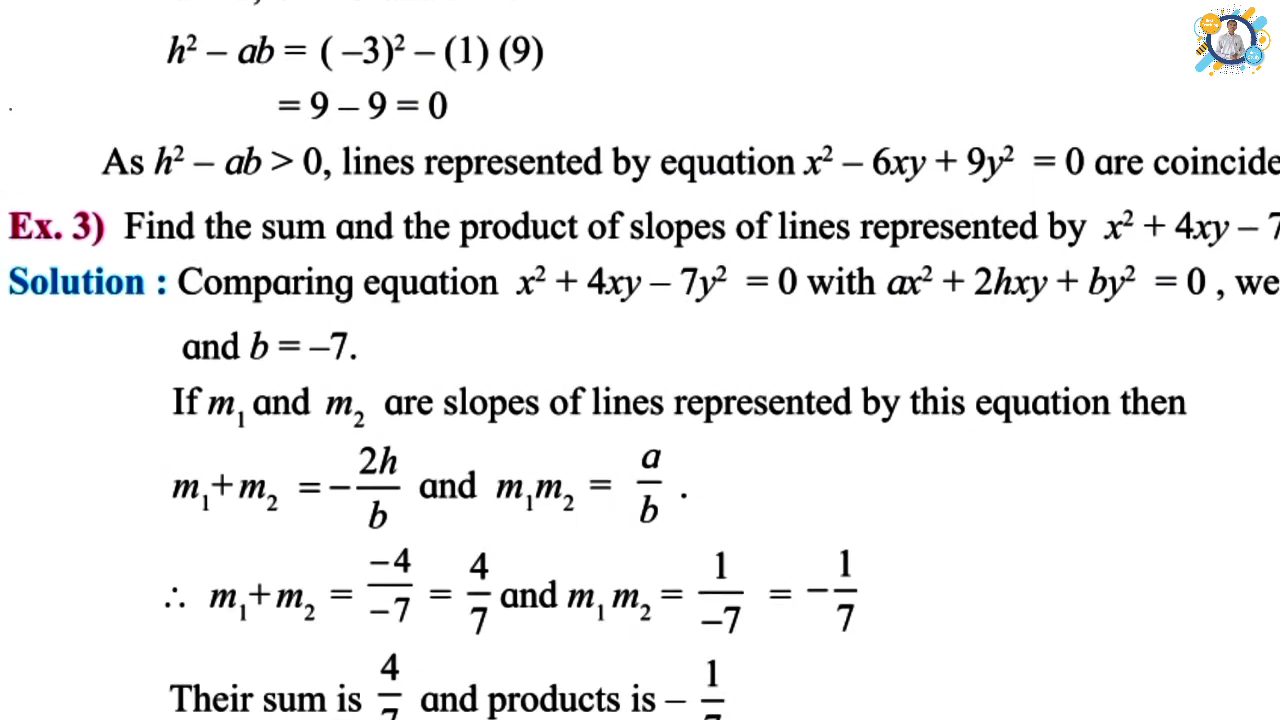 h² – ab = ( –3)² – (1) (9)
= 9 – 9 = 0
As h² – ab > 0, lines represented by equation x² – 6xy + 9y² = 0 are coincide
Ex. 3) Find the sum and the product of slopes of lines represented by x² + 4xy – 7
Solution : Comparing equation x² + 4xy – 7y² = 0 with ax² + 2hxy + by² = 0 , we
and b = –7.
If m₁ and m₂ are slopes of lines represented by this equation then
m₁+m₂ = –2h/b and m₁m₂ = a/b .
∴ m₁+m₂ = –4/–7 = 4/7 and m₁ m₂ = 1/–7 = –1/7
Their sum is 4/7 and products is –1/7